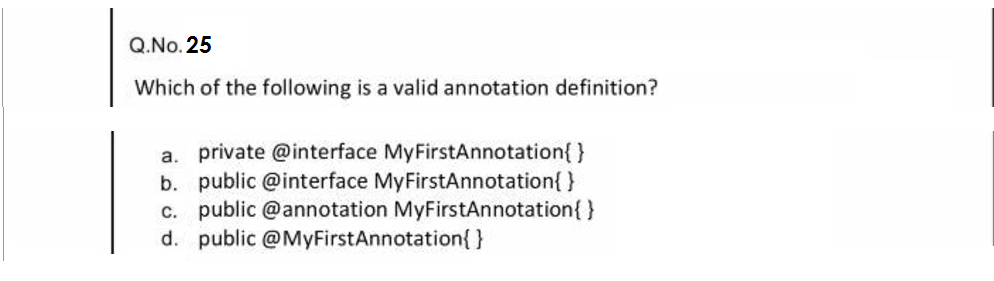 Q.No. 25
Which of the following is a valid annotation definition?
a. private @interface MyFirstAnnotation{ }
b. public @interface MyFirstAnnotation{ }
c. public @annotation MyFirstAnnotation{ }
d. public @MyFirstAnnotation{ }